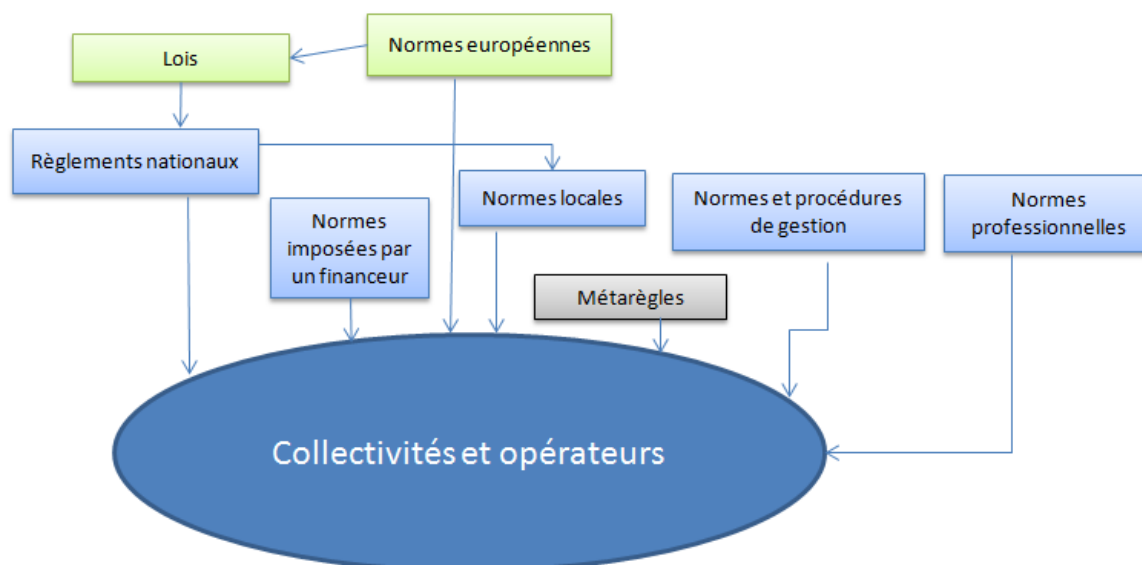 Lois
Normes européennes
Règlements nationaux
Normes
imposées par
un financeur
Normes locales
Normes et procédures
de gestion
Normes
professionnelles
Métarègles
Collectivités et opérateurs